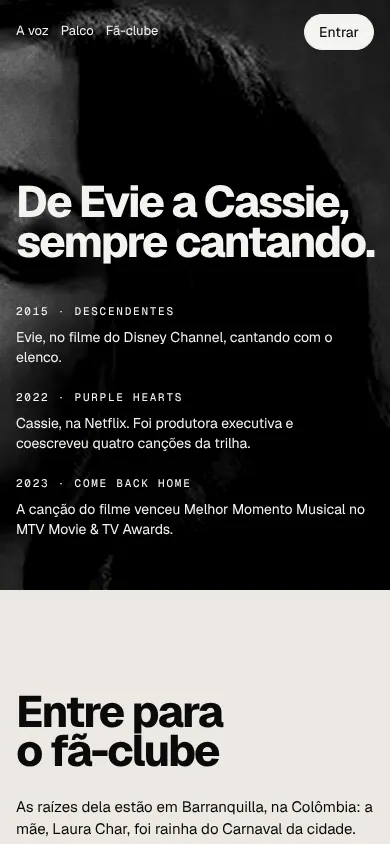 A voz Palco Fã-clube Entrar
De Evie a Cassie,
sempre cantando.
2015 · DESCENDENTES
Evie, no filme do Disney Channel, cantando com o
elenco.
2022 · PURPLE HEARTS
Cassie, na Netflix. Foi produtora executiva e
coescreveu quatro canções da trilha.
2023 · COME BACK HOME
A canção do filme venceu Melhor Momento Musical no
MTV Movie & TV Awards.
Entre para
o fã-clube
As raízes dela estão em Barranquilla, na Colômbia: a
mãe, Laura Char, foi rainha do Carnaval da cidade.